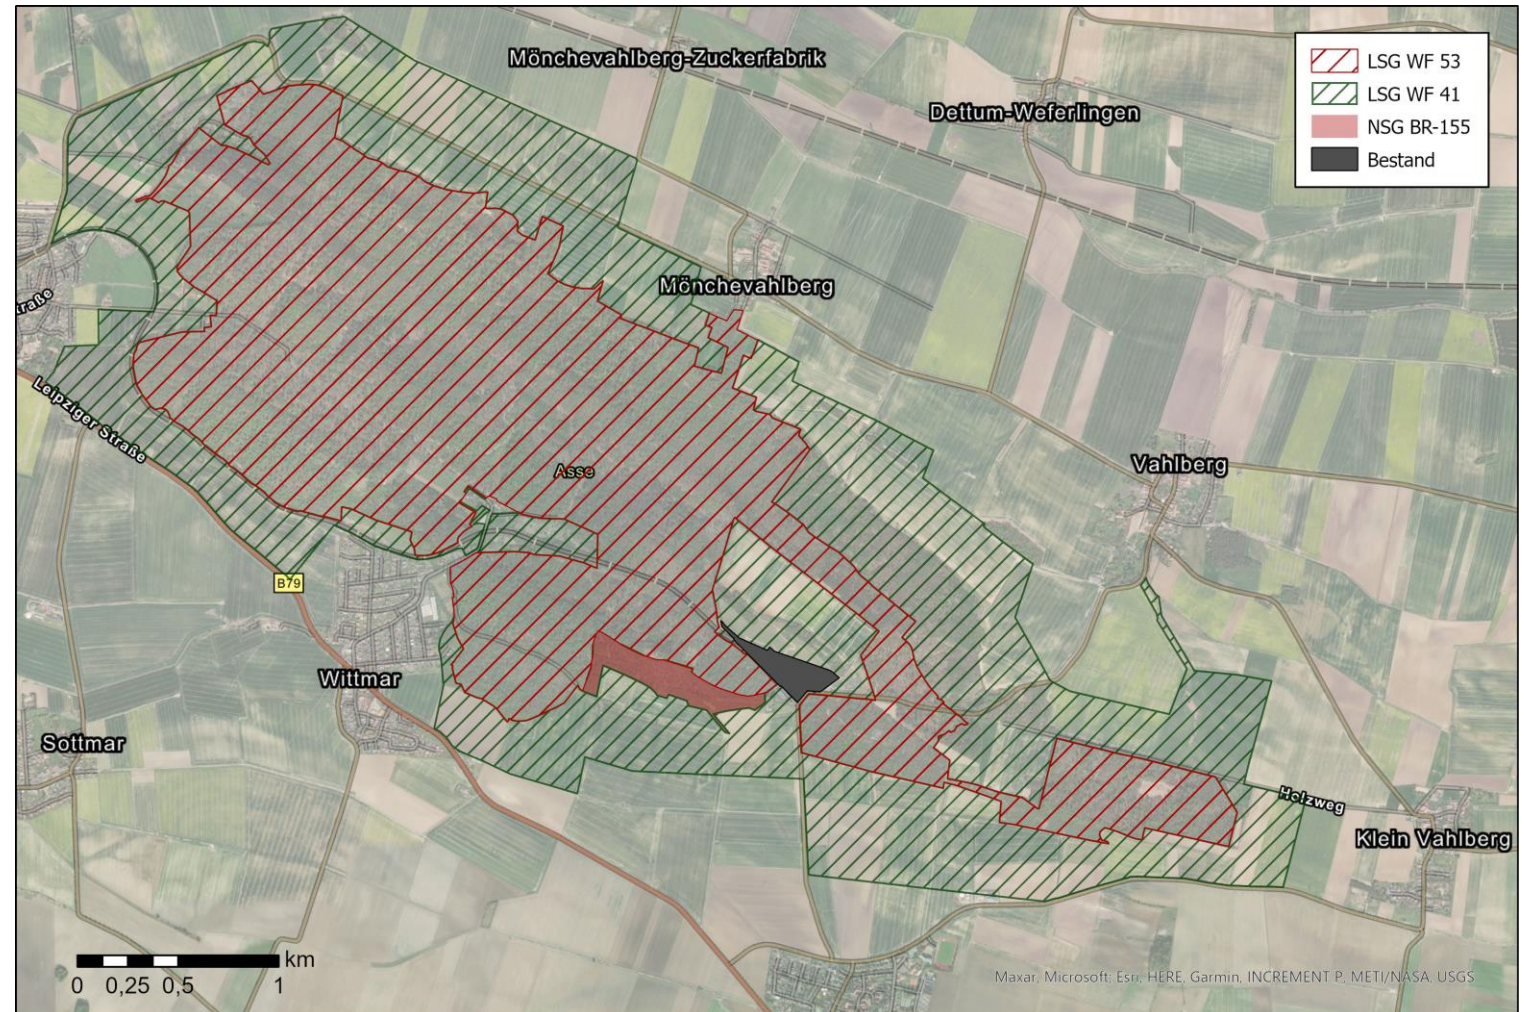 Mönchevahlberg-Zuckerfabrik
Dettum-Weferlingen
LSG WF 53
LSG WF 41
NSG BR-155
Bestand
Mönchevahlberg
traße
Leipziger Straße
Asse
Vahlberg
B79
Wittmar
Sottmar
Holzweg
Klein Vahlberg
km
0 0,25 0,5 1
Maxar, Microsoft; Esri, HERE, Garmin, INCREMENT P, METI/NASA, USGS